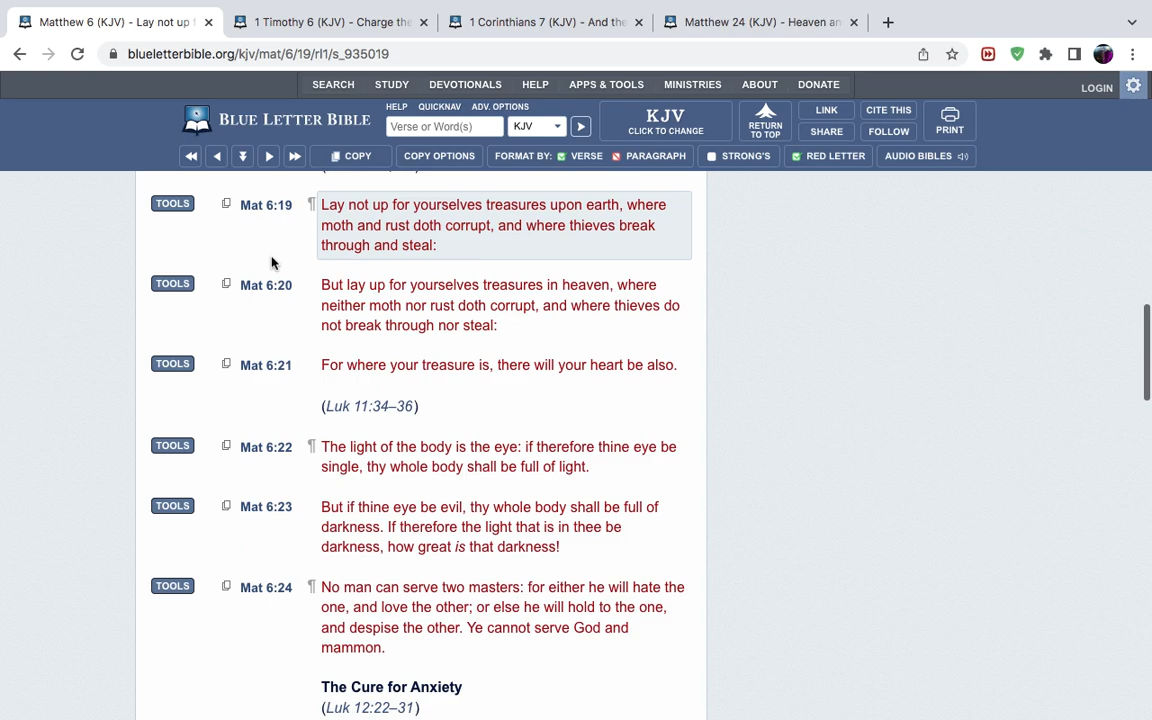 Matthew 6 (KJV) - Lay not up
1 Timothy 6 (KJV) - Charge the
1 Corinthians 7 (KJV) - And the
Matthew 24 (KJV) - Heaven an
blueletterbible.org/kjv/mat/6/19/rl1/s_935019
SEARCH STUDY DEVOTIONALS HELP APPS & TOOLS MINISTRIES ABOUT DONATE
LOGIN
BLUE LETTER BIBLE
HELP QUICKNAV ADV. OPTIONS
Verse or Word(s)
KJV
KJV
CLICK TO CHANGE
RETURN
TO TOP
LINK
CITE THIS
SHARE
FOLLOW
PRINT
COPY
COPY OPTIONS
FORMAT BY: VERSE PARAGRAPH
STRONG'S
RED LETTER
AUDIO BIBLES
TOOLS
Mat 6:19
¶ Lay not up for yourselves treasures upon earth, where
moth and rust doth corrupt, and where thieves break
through and steal:
TOOLS
Mat 6:20
But lay up for yourselves treasures in heaven, where
neither moth nor rust doth corrupt, and where thieves do
not break through nor steal:
TOOLS
Mat 6:21
For where your treasure is, there will your heart be also.
(Luk 11:34–36)
TOOLS
Mat 6:22
¶ The light of the body is the eye: if therefore thine eye be
single, thy whole body shall be full of light.
TOOLS
Mat 6:23
But if thine eye be evil, thy whole body shall be full of
darkness. If therefore the light that is in thee be
darkness, how great is that darkness!
TOOLS
Mat 6:24
¶ No man can serve two masters: for either he will hate the
one, and love the other; or else he will hold to the one,
and despise the other. Ye cannot serve God and
mammon.
The Cure for Anxiety
(Luk 12:22–31)